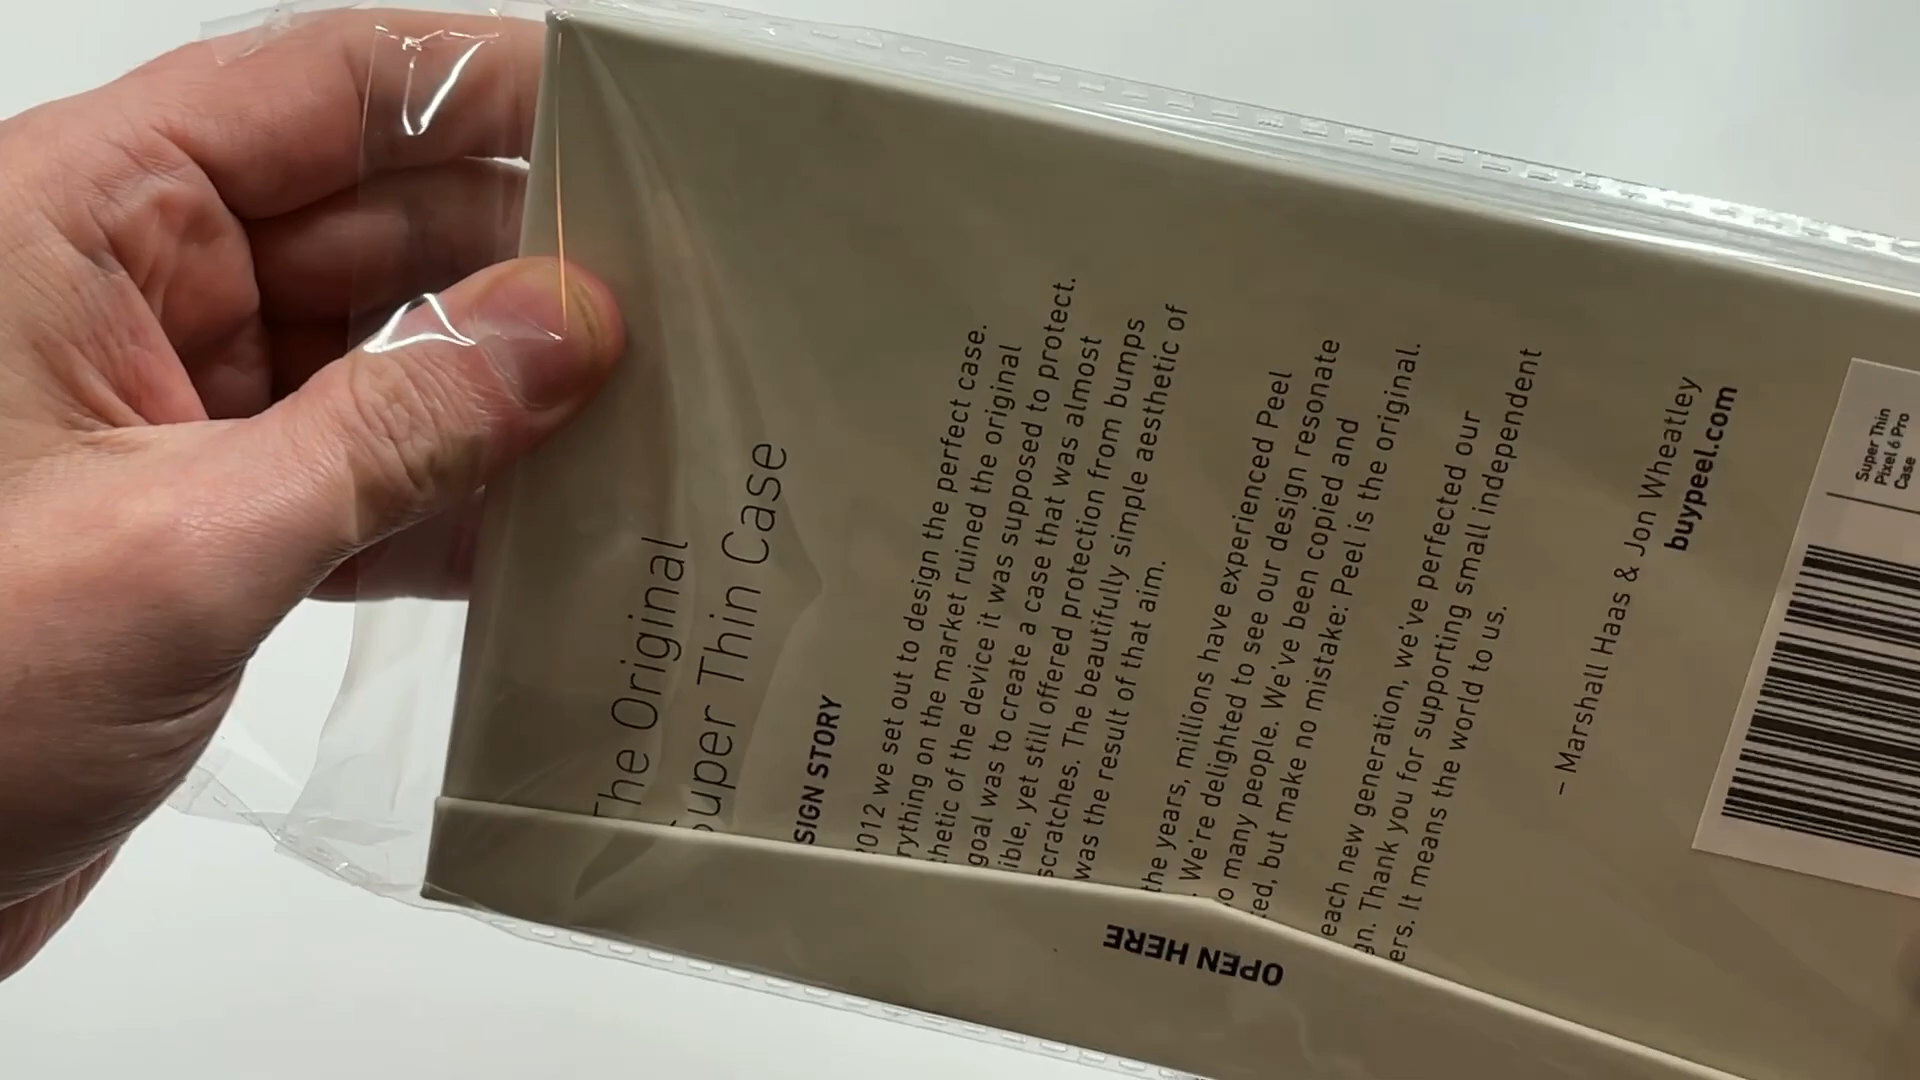 The Original
Super Thin Case
SIGN STORY
2012 we set out to design the perfect case.
rything on the market ruined the original
thetic of the device it was supposed to protect.
goal was to create a case that was almost
ible, yet still offered protection from bumps
scratches. The beautifully simple aesthetic of
was the result of that aim.
the years, millions have experienced Peel
. We're delighted to see our design resonate
o many people. We've been copied and
ed, but make no mistake: Peel is the original.
each new generation, we've perfected our
gn. Thank you for supporting small independent
ers. It means the world to us.
– Marshall Haas & Jon Wheatley
buypeel.com
Super Thin
Pixel 6 Pro
Case
OPEN HERE